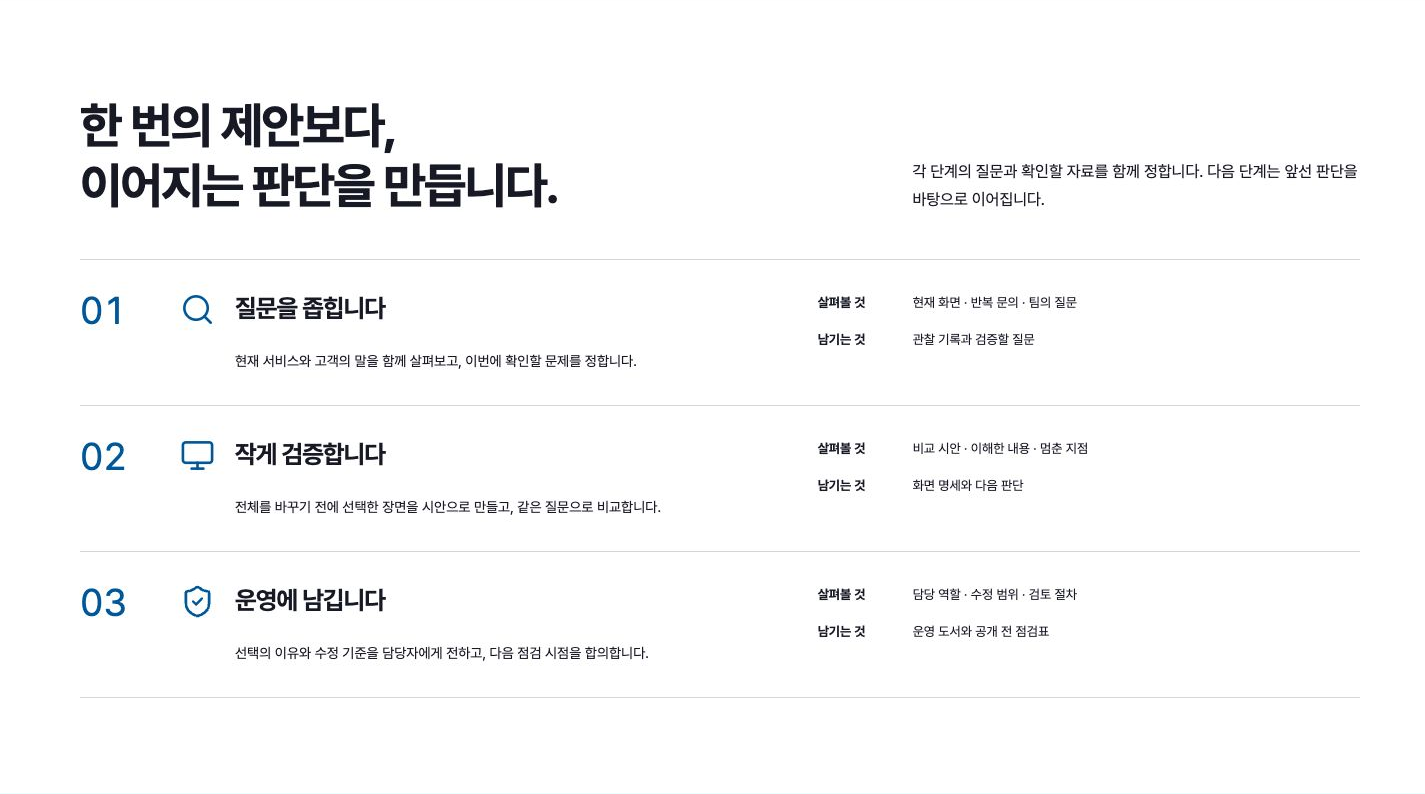 한 번의 제안보다,
이어지는 판단을 만듭니다.
각 단계의 질문과 확인할 자료를 함께 정합니다. 다음 단계는 앞선 판단을
바탕으로 이어집니다.
01
질문을 좁힙니다
현재 서비스와 고객의 말을 함께 살펴보고, 이번에 확인할 문제를 정합니다.
살펴볼 것
현재 화면 · 반복 문의 · 팀의 질문
남기는 것
관찰 기록과 검증할 질문
02
작게 검증합니다
전체를 바꾸기 전에 선택한 장면을 시안으로 만들고, 같은 질문으로 비교합니다.
살펴볼 것
비교 시안 · 이해한 내용 · 멈춘 지점
남기는 것
화면 명세와 다음 판단
03
운영에 남깁니다
선택의 이유와 수정 기준을 담당자에게 전하고, 다음 점검 시점을 합의합니다.
살펴볼 것
담당 역할 · 수정 범위 · 검토 절차
남기는 것
운영 도서와 공개 전 점검표